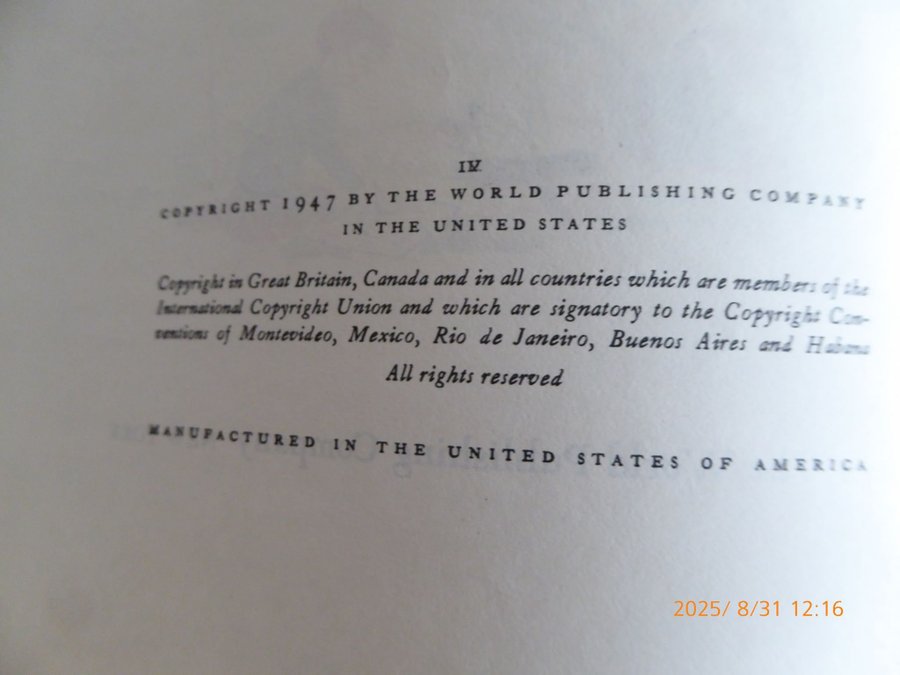 IV
COPYRIGHT 1947 BY THE WORLD PUBLISHING COMPANY
IN THE UNITED STATES
Copyright in Great Britain, Canada and in all countries which are members of the
International Copyright Union and which are signatory to the Copyright Con-
ventions of Montevideo, Mexico, Rio de Janeiro, Buenos Aires and Habana
All rights reserved
MANUFACTURED IN THE UNITED STATES OF AMERICA
2025/ 8/31 12:16